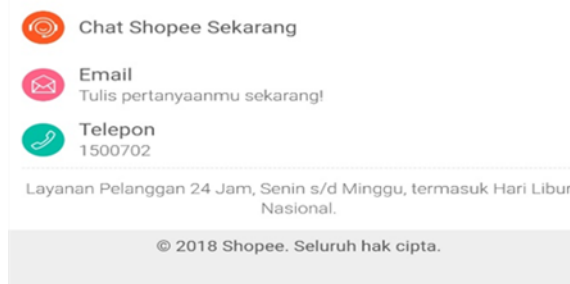 Chat Shopee Sekarang
Email
Tulis pertanyaanmu sekarang!
Telepon
1500702
Layanan Pelanggan 24 Jam, Senin s/d Minggu, termasuk Hari Libur
Nasional.
© 2018 Shopee. Seluruh hak cipta.